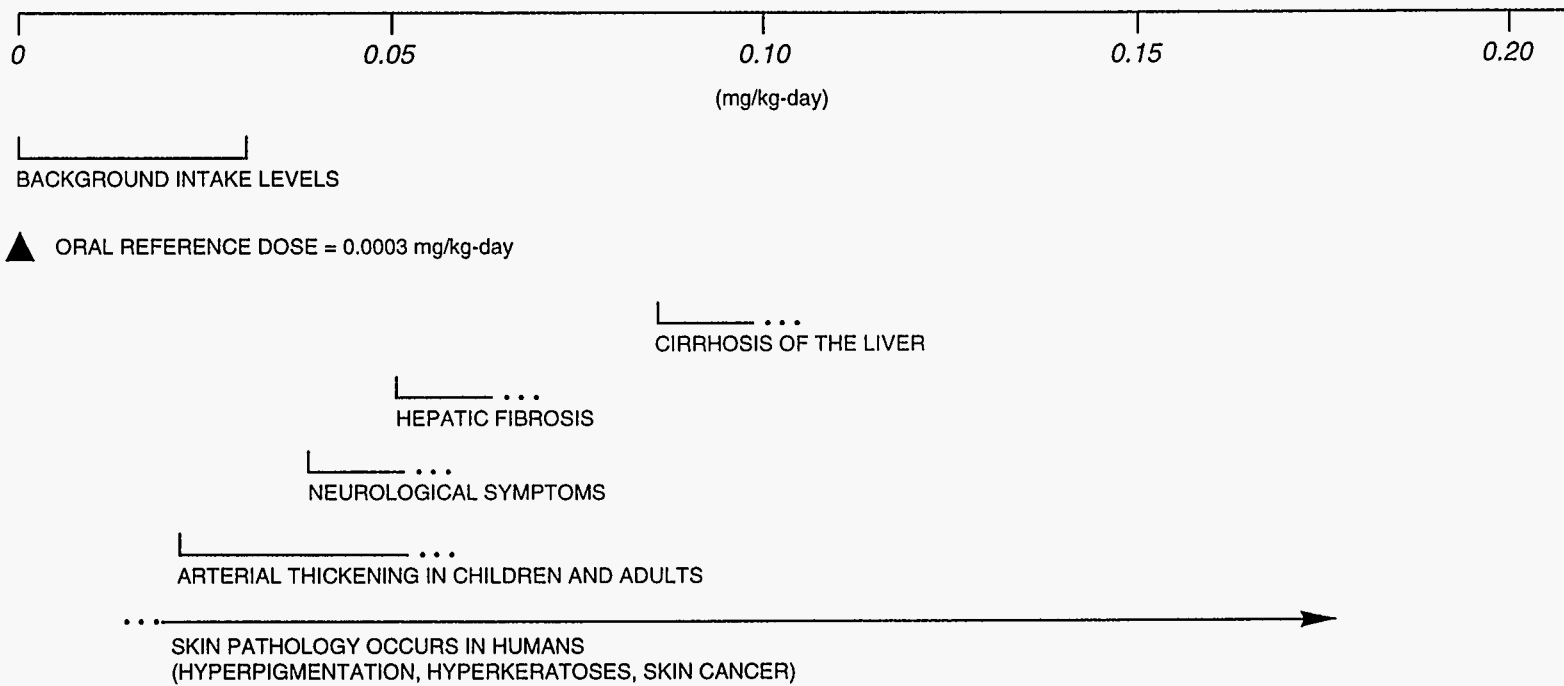 0 0.05 0.10 0.15 0.20
(mg/kg-day)
BACKGROUND INTAKE LEVELS
ORAL REFERENCE DOSE = 0.0003 mg/kg-day
CIRRHOSIS OF THE LIVER
HEPATIC FIBROSIS
NEUROLOGICAL SYMPTOMS
ARTERIAL THICKENING IN CHILDREN AND ADULTS
SKIN PATHOLOGY OCCURS IN HUMANS
(HYPERPIGMENTATION, HYPERKERATOSES, SKIN CANCER)